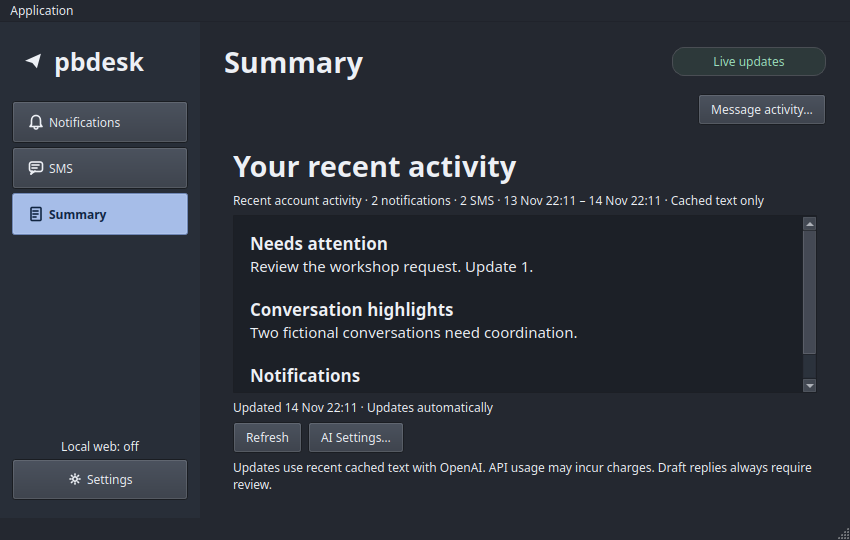 Application
pbdesk
Notifications
SMS
Summary
Local web: off
Settings
Summary
Live updates
Message activity...
Your recent activity
Recent account activity · 2 notifications · 2 SMS · 13 Nov 22:11 – 14 Nov 22:11 · Cached text only
Needs attention
Review the workshop request. Update 1.
Conversation highlights
Two fictional conversations need coordination.
Notifications
Updated 14 Nov 22:11 · Updates automatically
Refresh
AI Settings...
Updates use recent cached text with OpenAI. API usage may incur charges. Draft replies always require
review.